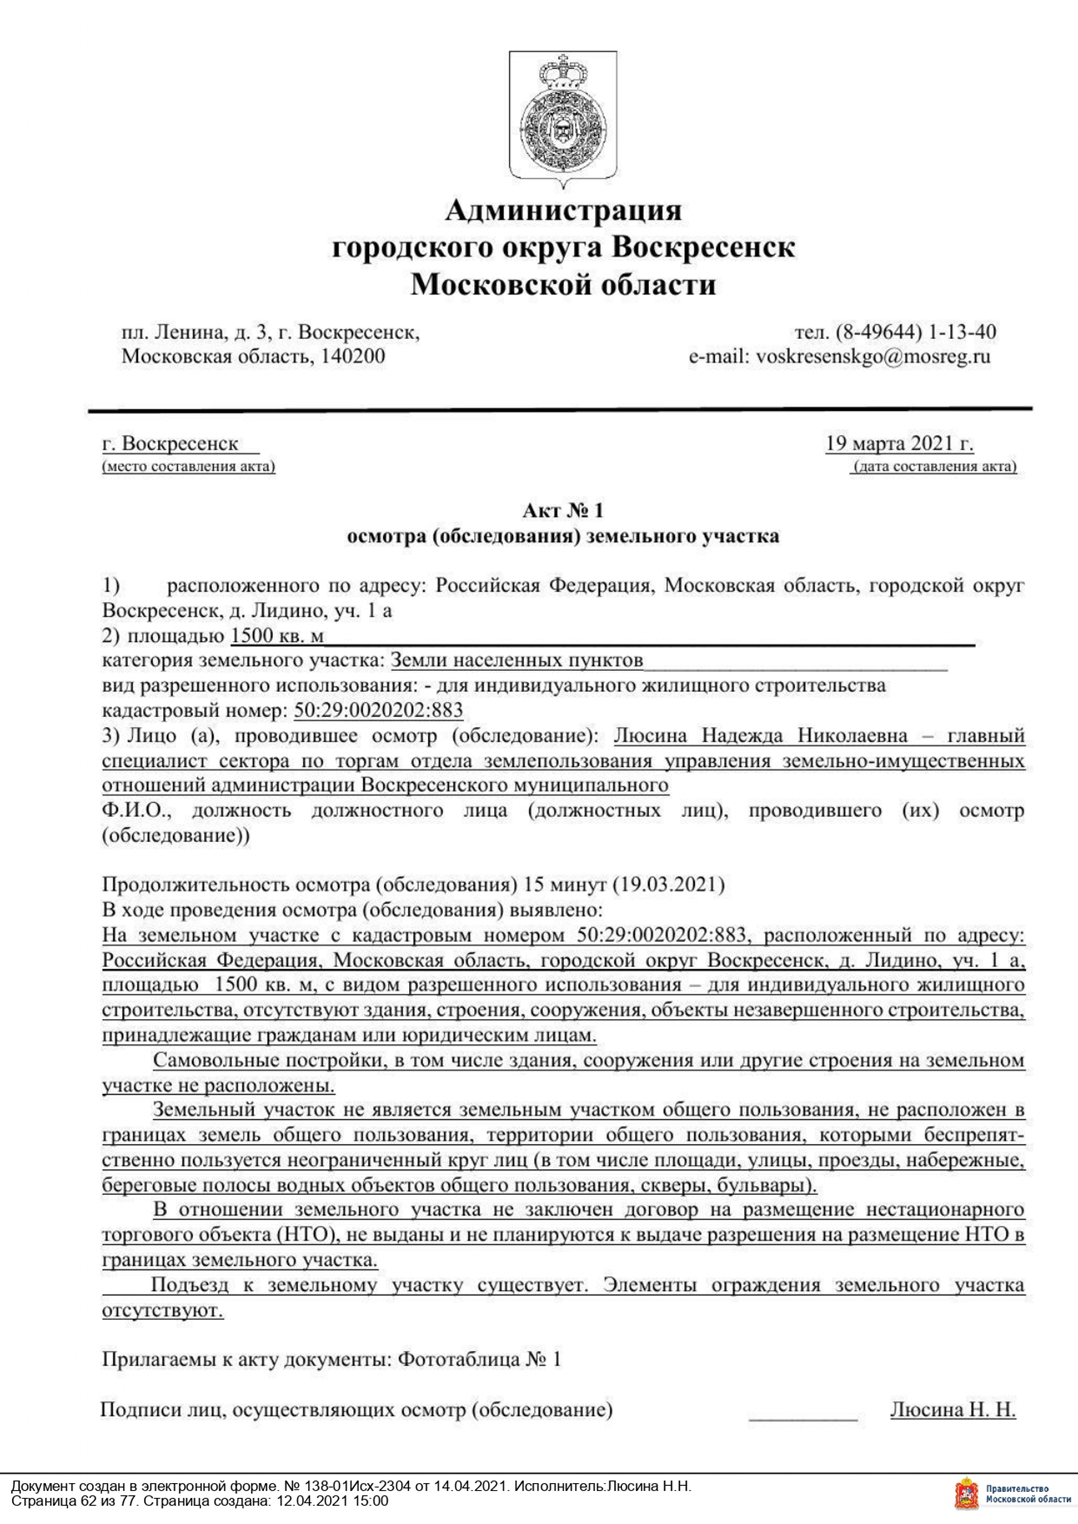 Администрация
городского округа Воскресенск
Московской области
пл. Ленина, д. 3, г. Воскресенск,
Московская область, 140200
тел. (8-49644) 1-13-40
e-mail: voskresenskgo@mosreg.ru
г. Воскресенск
(место составления акта)
19 марта 2021 г.
(дата составления акта)
Акт № 1
осмотра (обследования) земельного участка
1) расположенного по адресу: Российская Федерация, Московская область, городской округ
Воскресенск, д. Лидино, уч. 1 а
2) площадью 1500 кв. м
категория земельного участка: Земли населенных пунктов
вид разрешенного использования: - для индивидуального жилищного строительства
кадастровый номер: 50:29:0020202:883
3) Лицо (а), проводившее осмотр (обследование): Люсина Надежда Николаевна – главный
специалист сектора по торгам отдела землепользования управления земельно-имущественных
отношений администрации Воскресенского муниципального
Ф.И.О., должность должностного лица (должностных лиц), проводившего (их) осмотр
(обследование))
Продолжительность осмотра (обследования) 15 минут (19.03.2021)
В ходе проведения осмотра (обследования) выявлено:
На земельном участке с кадастровым номером 50:29:0020202:883, расположенный по адресу:
Российская Федерация, Московская область, городской округ Воскресенск, д. Лидино, уч. 1 а,
площадью 1500 кв. м, с видом разрешенного использования – для индивидуального жилищного
строительства, отсутствуют здания, строения, сооружения, объекты незавершенного строительства,
принадлежащие гражданам или юридическим лицам.
Самовольные постройки, в том числе здания, сооружения или другие строения на земельном
участке не расположены.
Земельный участок не является земельным участком общего пользования, не расположен в
границах земель общего пользования, территории общего пользования, которыми беспрепят-
ственно пользуется неограниченный круг лиц (в том числе площади, улицы, проезды, набережные,
береговые полосы водных объектов общего пользования, скверы, бульвары).
В отношении земельного участка не заключен договор на размещение нестационарного
торгового объекта (НТО), не выданы и не планируются к выдаче разрешения на размещение НТО в
границах земельного участка.
Подъезд к земельному участку существует. Элементы ограждения земельного участка
отсутствуют.
Прилагаемы к акту документы: Фототаблица № 1
Подписи лиц, осуществляющих осмотр (обследование) __________ Люсина Н. Н.
Документ создан в электронной форме. № 138-01Исх-2304 от 14.04.2021. Исполнитель:Люсина Н.Н.
Страница 62 из 77. Страница создана: 12.04.2021 15:00
Правительство
Московской области